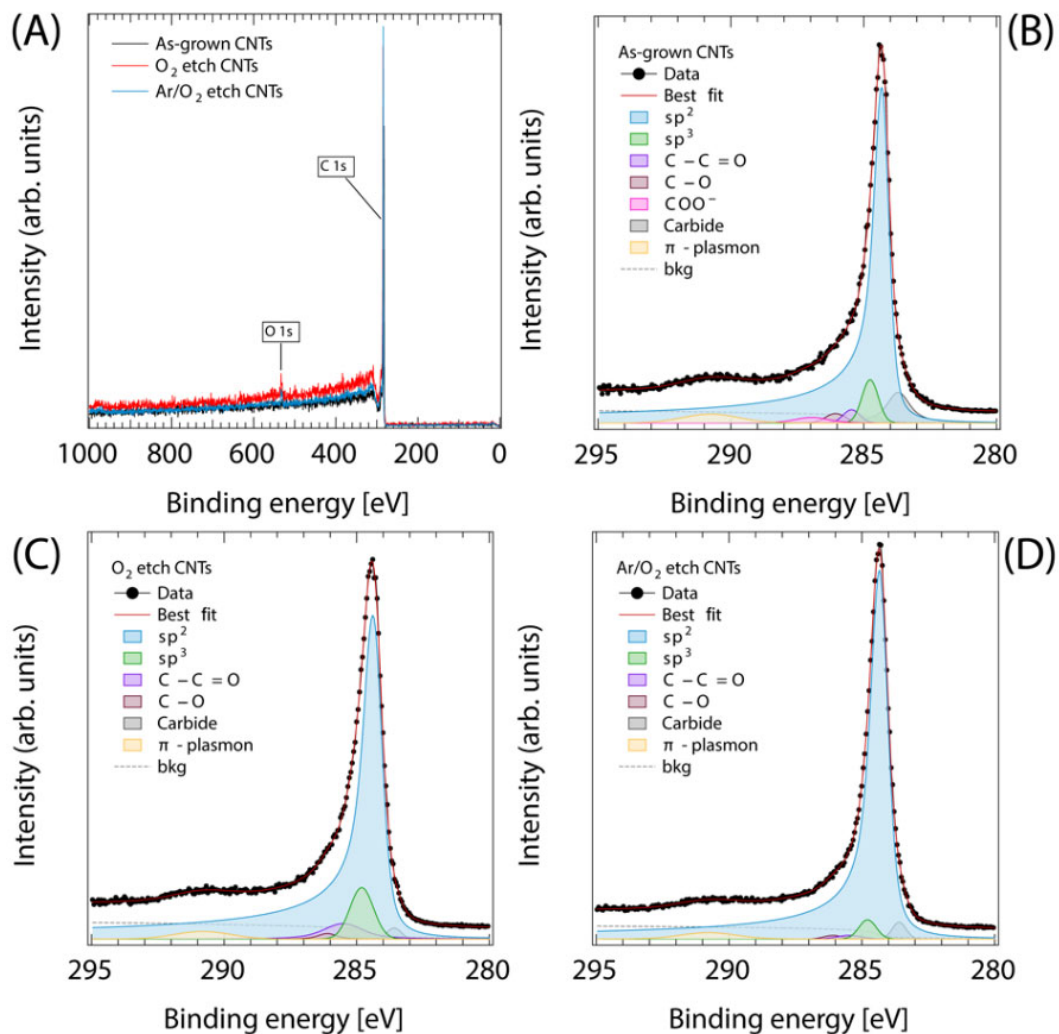 (A)
Intensity (arb. units)
As-grown CNTs
O₂ etch CNTs
Ar/O₂ etch CNTs
C 1s
O 1s
1000 800 600 400 200 0
Binding energy [eV]
(B)
Intensity (arb. units)
As-grown CNTs
Data
Best fit
sp²
sp³
C – C = O
C – O
COO⁻
Carbide
π - plasmon
bkg
295 290 285 280
Binding energy [eV]
(C)
Intensity (arb. units)
O₂ etch CNTs
Data
Best fit
sp²
sp³
C – C = O
C – O
Carbide
π - plasmon
bkg
295 290 285 280
Binding energy [eV]
(D)
Intensity (arb. units)
Ar/O₂ etch CNTs
Data
Best fit
sp²
sp³
C – C = O
C – O
Carbide
π - plasmon
bkg
295 290 285 280
Binding energy [eV]